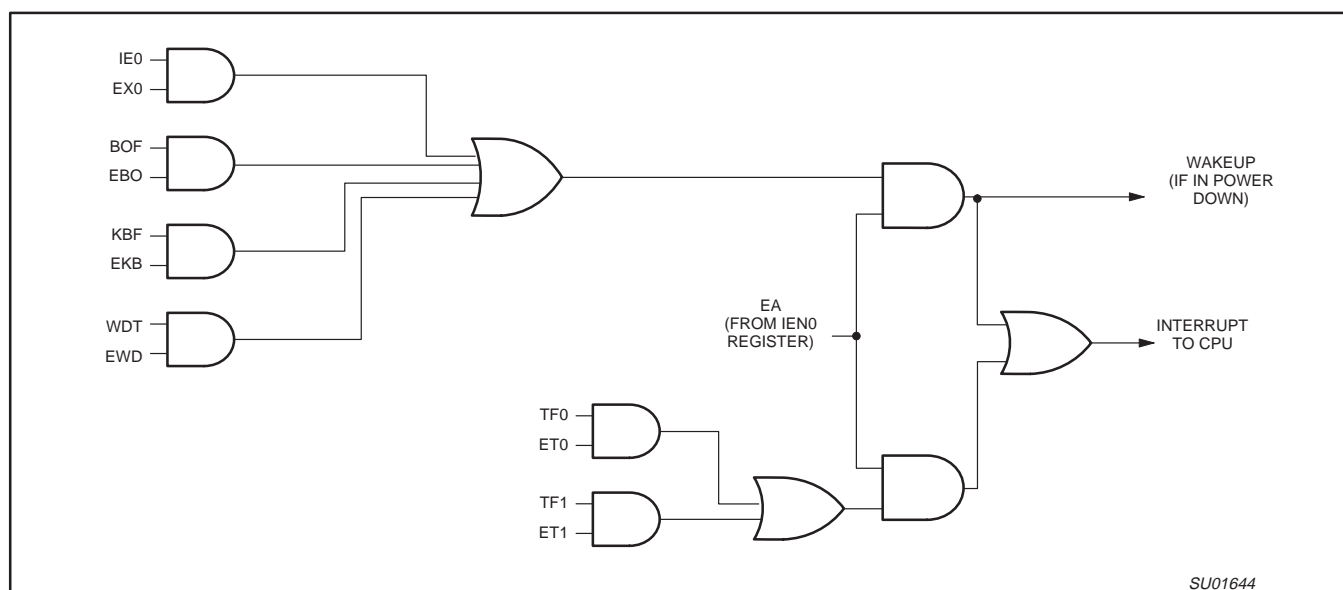 IE0
EX0
BOF
EBO
KBF
EKB
WDT
EWD
WAKEUP
(IF IN POWER
DOWN)
EA
(FROM IEN0
REGISTER)
INTERRUPT
TO CPU
TF0
ET0
TF1
ET1
SU01644